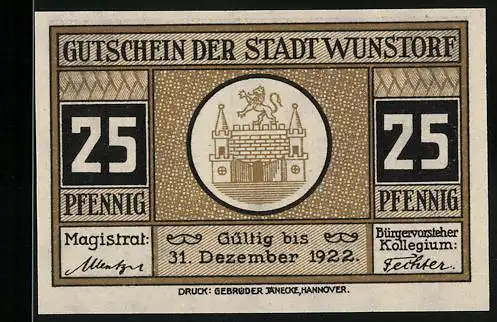 GUTSCHEIN DER STADT WUNSTORF
25 25
PFENNIG PFENNIG
Magistrat: Gültig bis Bürgervorsteher
Kollegium:
31. Dezember 1922. Fechter.
DRUCK: GEBRÜDER JÄNECKE, HANNOVER.